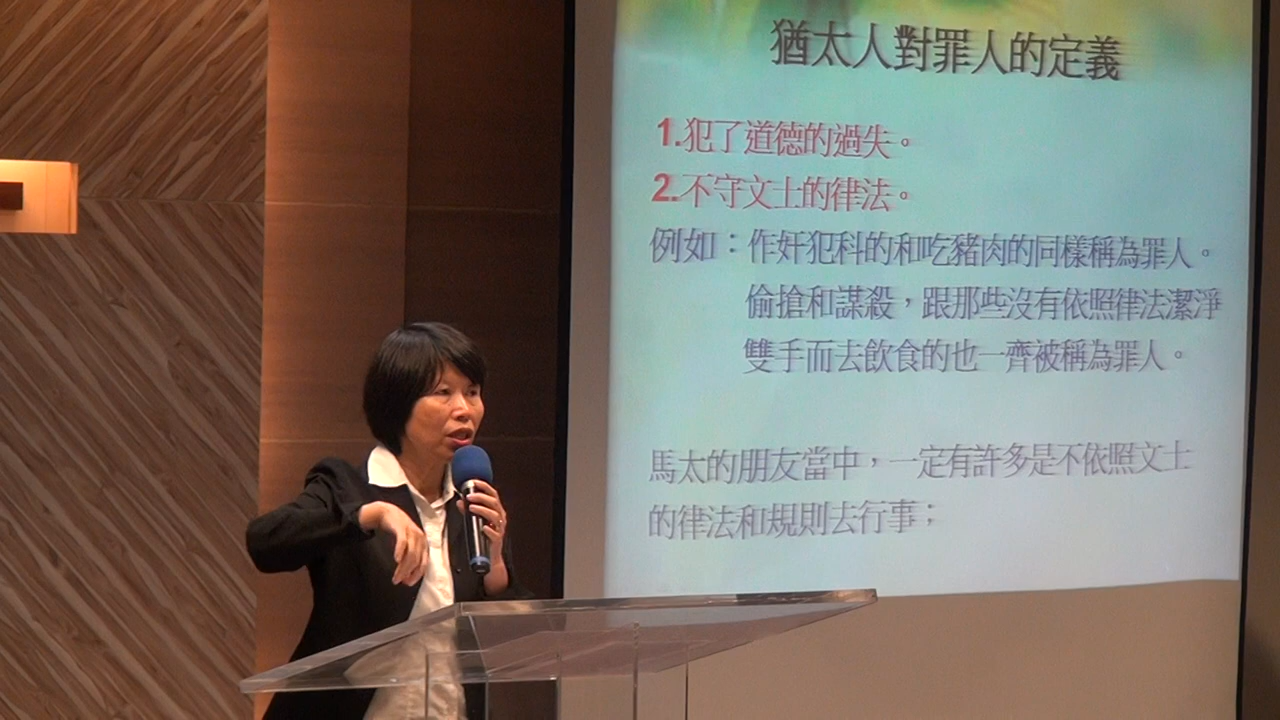 猶太人對罪人的定義
1.犯了道德的過失。
2.不守文士的律法。
例如：作奸犯科的和吃豬肉的同樣稱為罪人。
偷搶和謀殺，跟那些沒有依照律法潔淨
雙手而去飲食的也一齊被稱為罪人。
馬太的朋友當中，一定有許多是不依照文士
的律法和規則去行事；